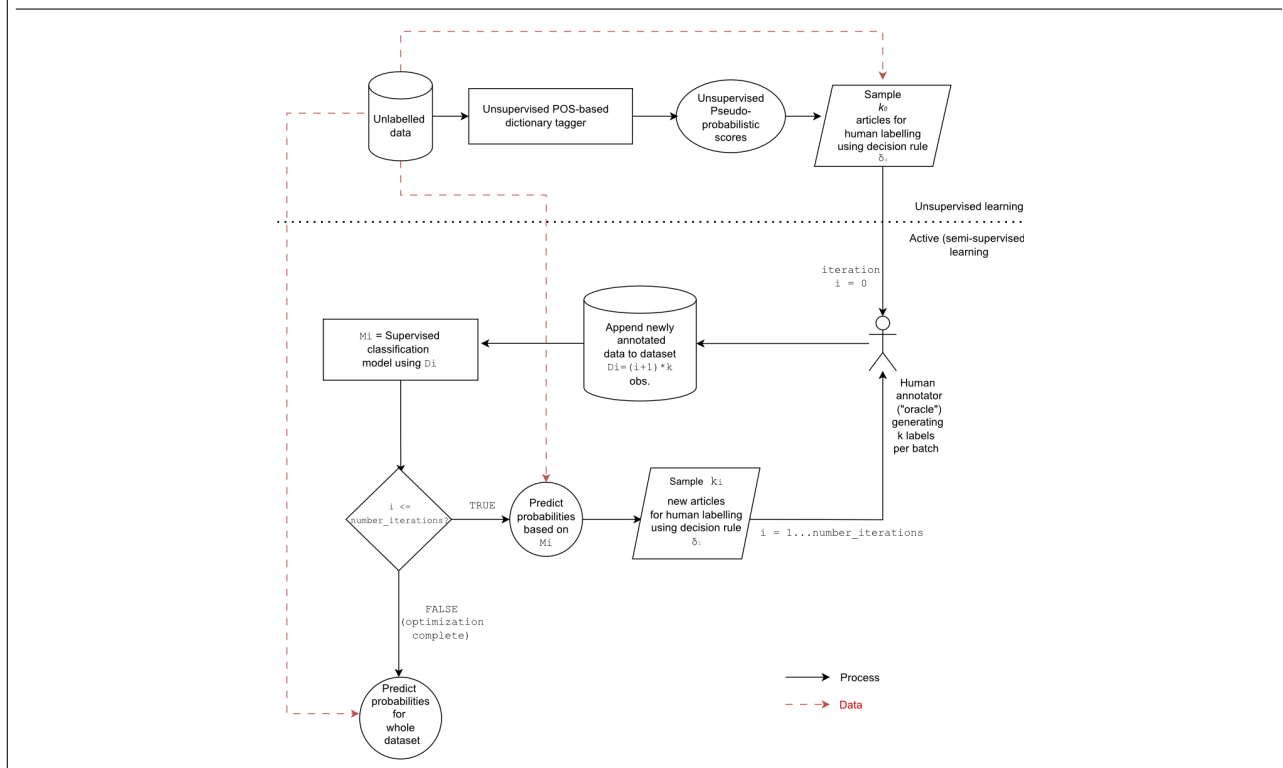 Unlabelled
data
Unsupervised POS-based
dictionary tagger
Unsupervised
Pseudo-
probabilistic
scores
Sample
k₀
articles for
human labelling
using decision rule
δ₀
Unsupervised learning
Active (semi-supervised
learning
iteration
i = 0
Mi = Supervised
classification
model using Di
Append newly
annotated
data to dataset
Di=(i+1)*k
obs.
Human
annotator
("oracle")
generating
k labels
per batch
i <=
number_iterations?
TRUE
Predict
probabilities
based on
Mi
Sample ki
new articles
for human labelling
using decision rule
δᵢ
i = 1...number_iterations
FALSE
(optimization
complete)
Predict
probabilities
for
whole
dataset
Process
Data